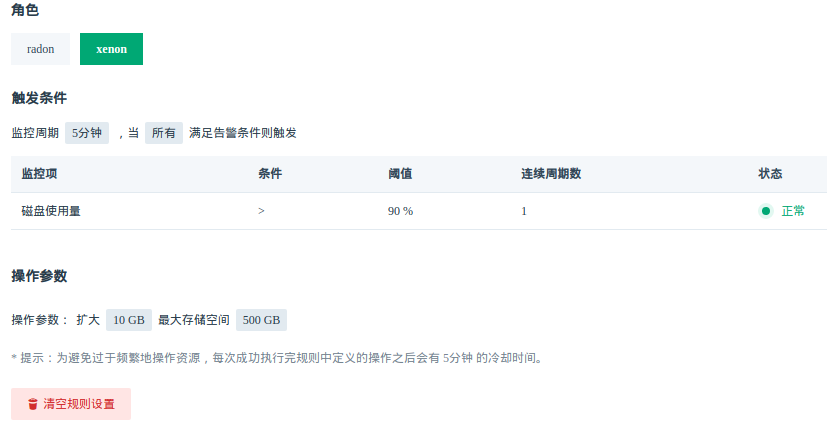 角色
radon xenon
触发条件
监控周期 5分钟 ，当 所有 满足告警条件则触发
监控项 条件 阈值 连续周期数 状态
磁盘使用量 > 90 % 1 正常
操作参数
操作参数： 扩大 10 GB 最大存储空间 500 GB
* 提示：为避免过于频繁地操作资源，每次成功执行完规则中定义的操作之后会有 5分钟 的冷却时间。
清空规则设置